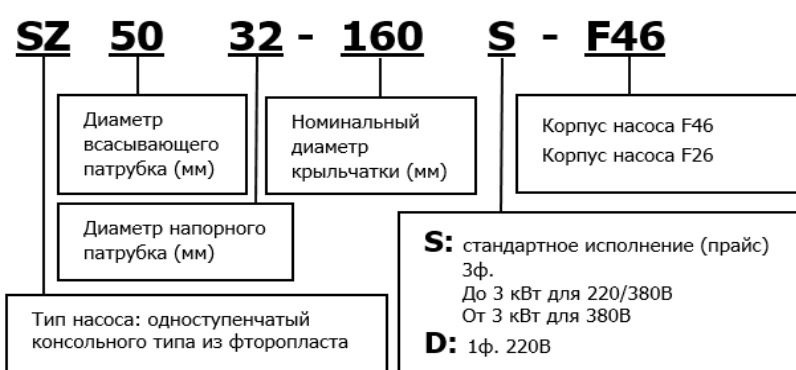 SZ 50 32 - 160 S - F46
Диаметр
всасывающего
патрубка (мм)
Номинальный
диаметр
крыльчатки (мм)
Корпус насоса F46
Корпус насоса F26
Диаметр напорного
патрубка (мм)
S: стандартное исполнение (прайс)
3ф.
До 3 кВт для 220/380В
От 3 кВт для 380В
D: 1ф. 220В
Тип насоса: одноступенчатый
консольного типа из фторопласта